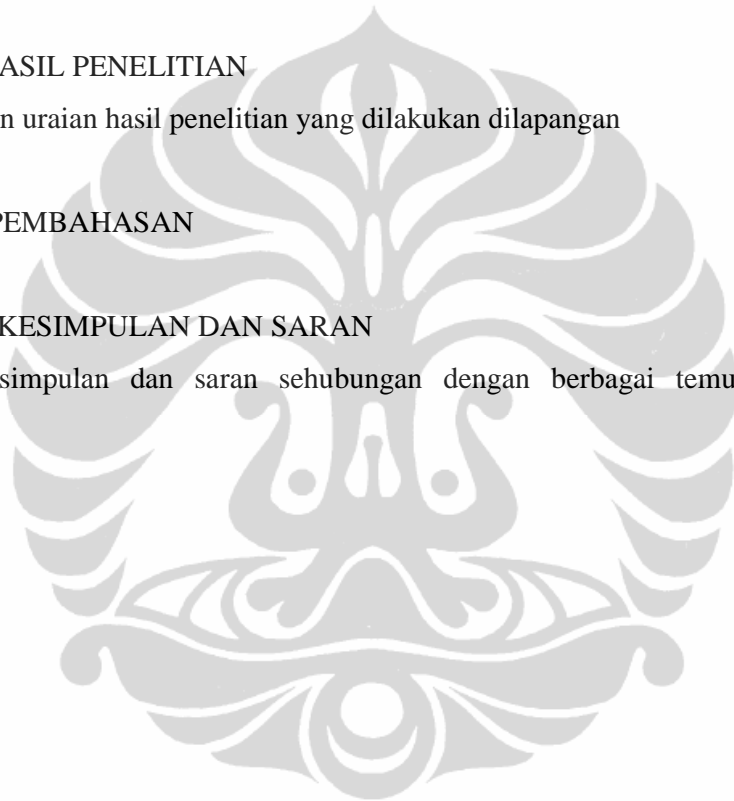 ASIL PENELITIAN
n uraian hasil penelitian yang dilakukan dilapangan
PEMBAHASAN
KESIMPULAN DAN SARAN
simpulan dan saran sehubungan dengan berbagai temu